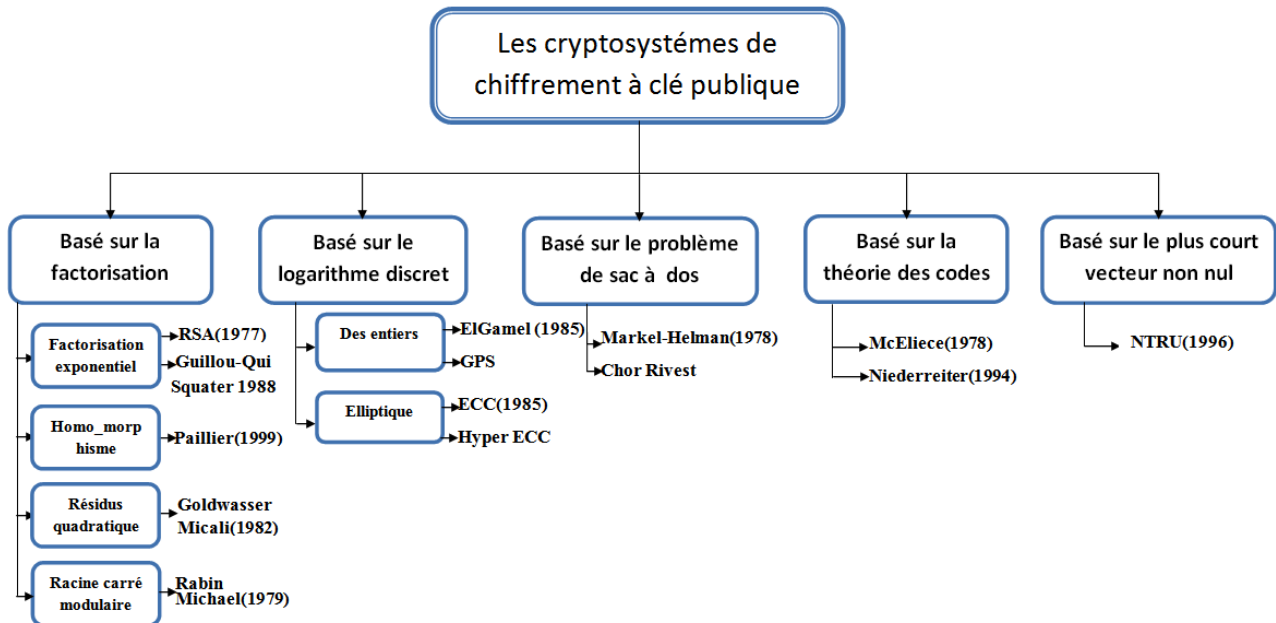 Les cryptosystémes de
chiffrement à clé publique
Basé sur la
factorisation
Basé sur le
logarithme discret
Basé sur le problème
de sac à dos
Basé sur la
théorie des codes
Basé sur le plus court
vecteur non nul
Factorisation
exponentiel
RSA(1977)
Guillou-Qui
Squater 1988
Homo_morp
hisme
Paillier(1999)
Résidus
quadratique
Goldwasser
Micali(1982)
Racine carré
modulaire
Rabin
Michael(1979)
Des entiers
ElGamel (1985)
GPS
Elliptique
ECC(1985)
Hyper ECC
Markel-Helman(1978)
Chor Rivest
McEliece(1978)
Niederreiter(1994)
NTRU(1996)